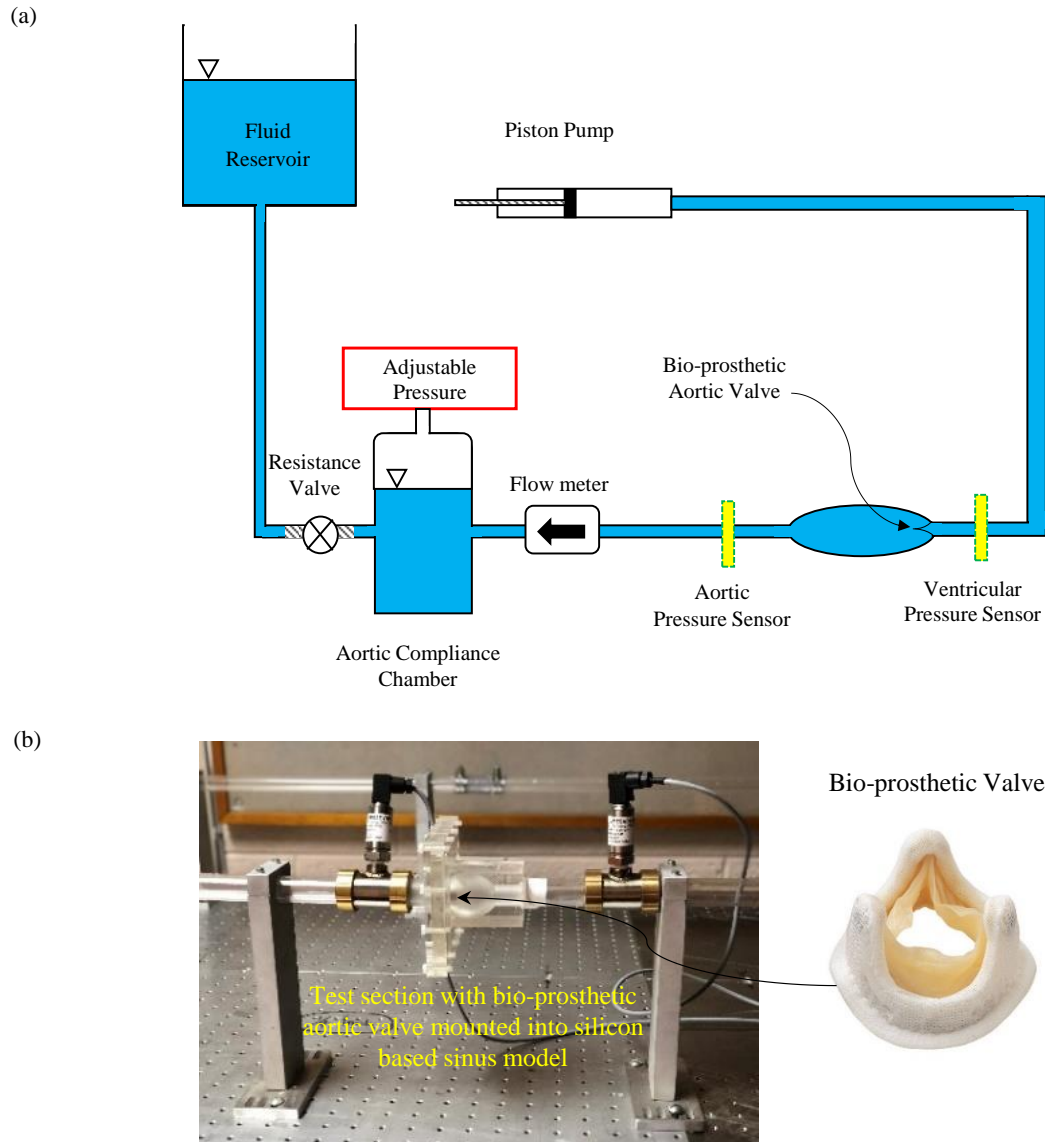 (a)
Fluid
Reservoir
Piston Pump
Adjustable
Pressure
Bio-prosthetic
Aortic Valve
Resistance
Valve
Flow meter
Aortic
Pressure Sensor
Ventricular
Pressure Sensor
Aortic Compliance
Chamber
(b)
Bio-prosthetic Valve
Test section with bio-prosthetic
aortic valve mounted into silicon
based sinus model